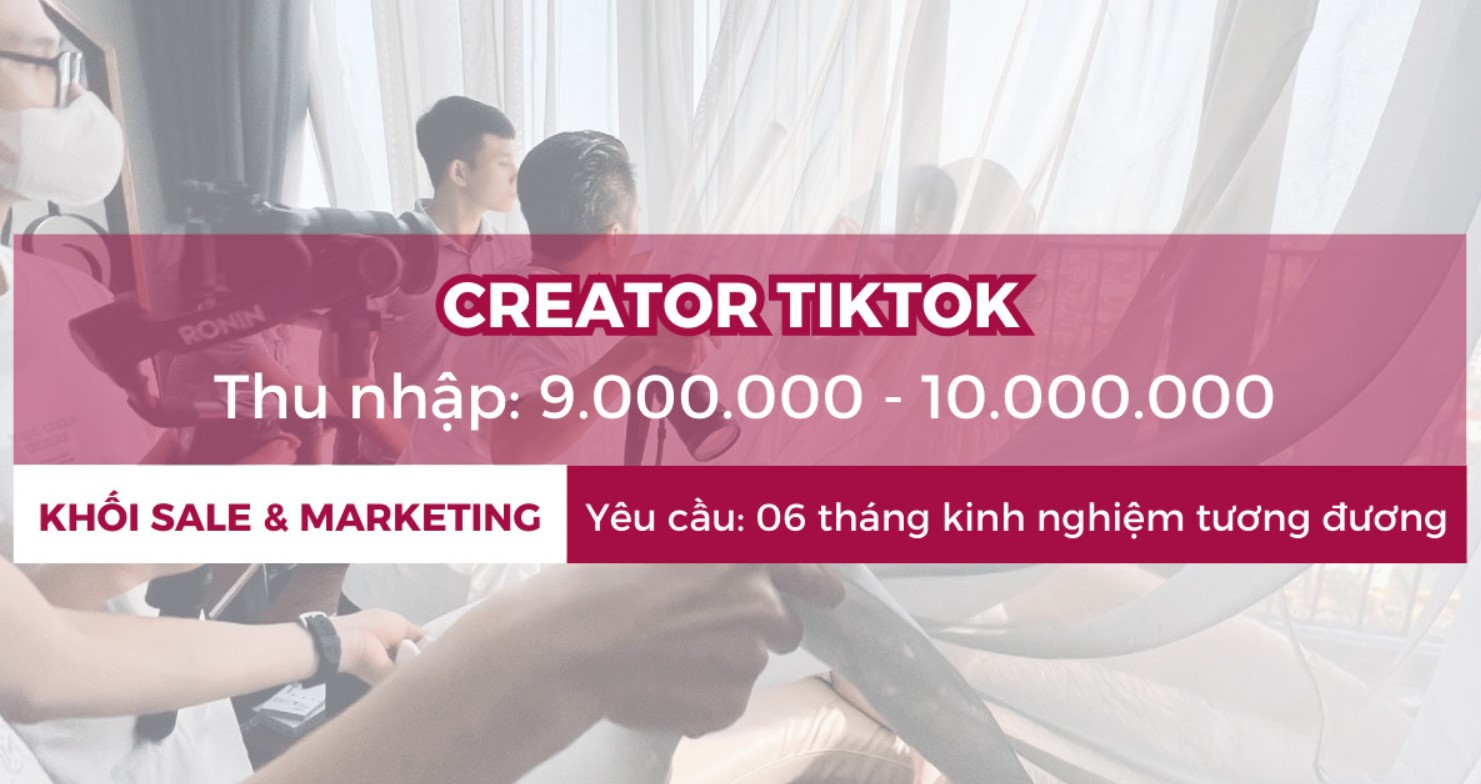 CREATOR TIKTOK
RONIN
Thu nhập: 9.000.000 - 10.000.000
KHỐI SALE & MARKETING
Yêu cầu: 06 tháng kinh nghiệm tương đương